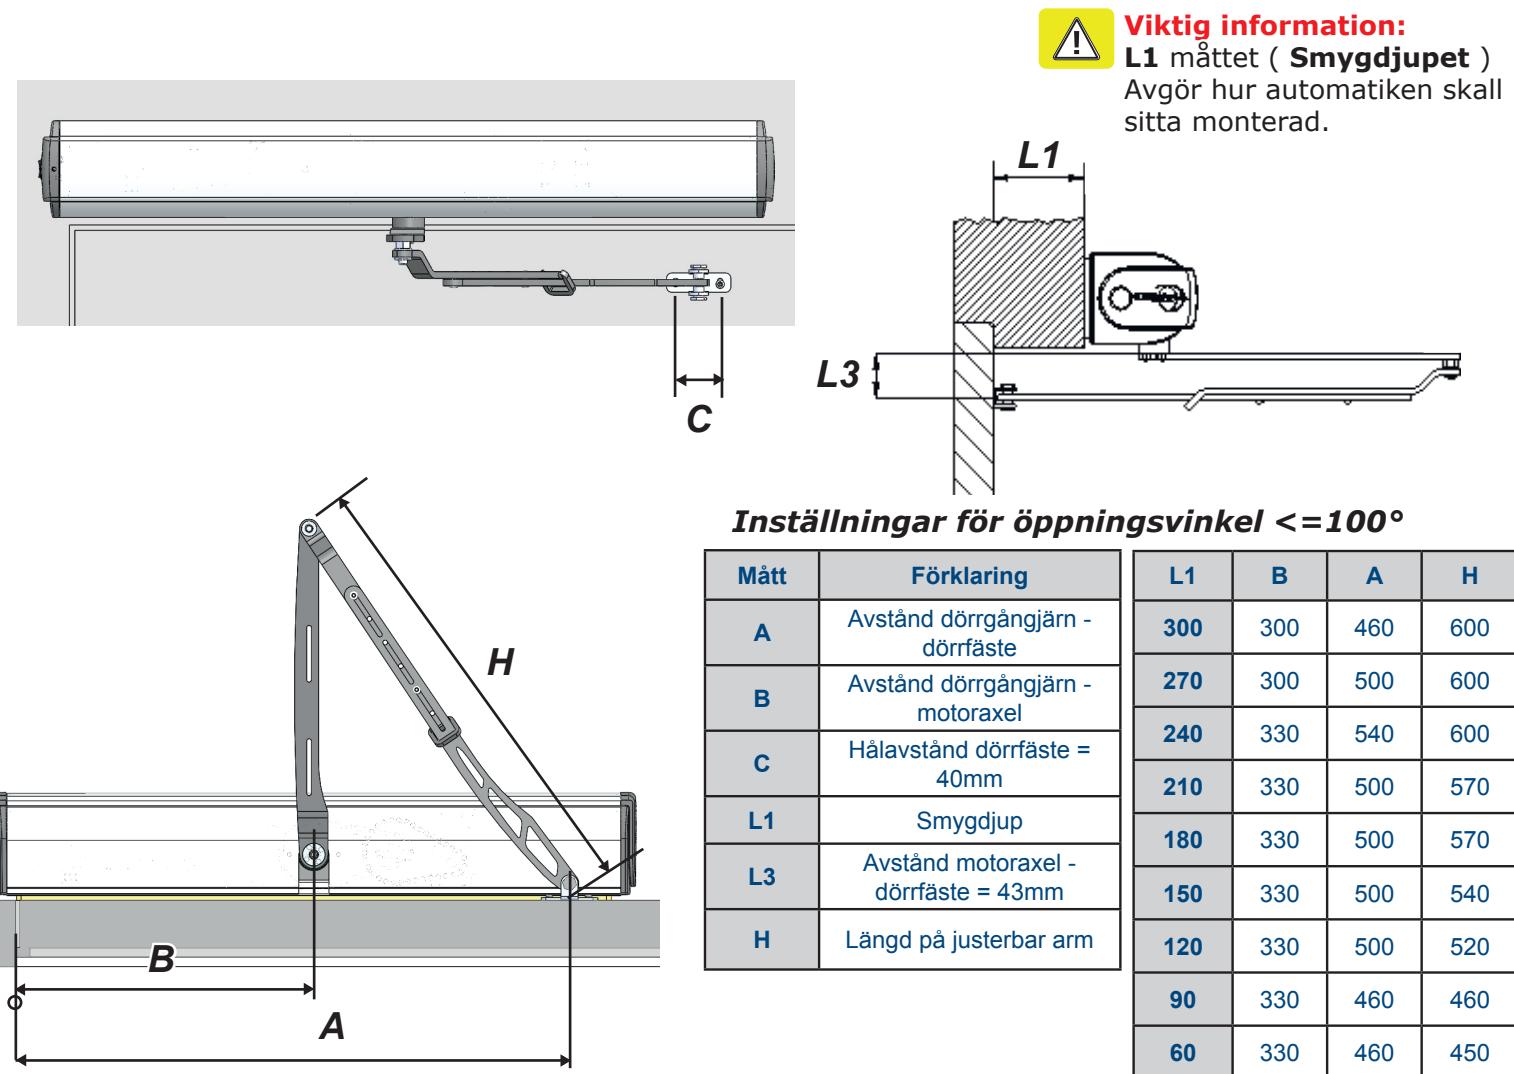 Viktig information:
L1 måttet ( Smygdjupet )
Avgör hur automatiken skall
sitta monterad.
L1
L3
C
H
B
A
Inställningar för öppningsvinkel <=100°
Mått Förklaring
A Avstånd dörrgångjärn -
dörrfäste
B Avstånd dörrgångjärn -
motoraxel
C Hålavstånd dörrfäste =
40mm
L1 Smygdjup
L3 Avstånd motoraxel -
dörrfäste = 43mm
H Längd på justerbar arm
L1 B A H
300 300 460 600
270 300 500 600
240 330 540 600
210 330 500 570
180 330 500 570
150 330 500 540
120 330 500 520
90 330 460 460
60 330 460 450